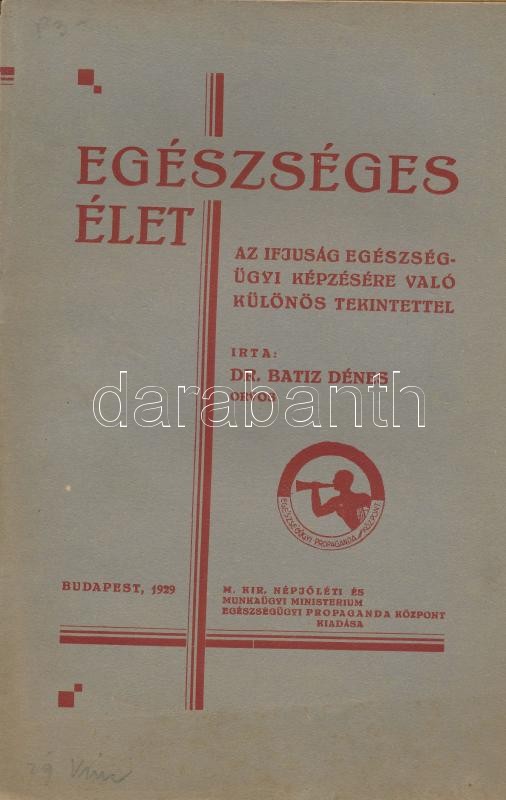 EGÉSZSÉGES
ÉLET
AZ IFJUSÁG EGÉSZSÉG-
ÜGYI KÉPZÉSÉRE VALÓ
KÜLÖNÖS TEKINTETTEL
IRTA:
DR. BATIZ DÉNES
ORVOS
darabanth
EGÉSZSÉGÜGYI PROPAGANDA KÖZPONT
BUDAPEST, 1929
M. KIR. NÉPJÓLÉTI ÉS
MUNKAÜGYI MINISTERIUM
EGÉSZSÉGÜGYI PROPAGANDA KÖZPONT
KIADÁSA